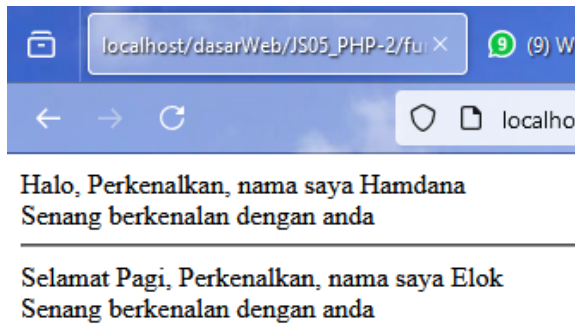 localhost/dasarWeb/JS05_PHP-2/fu
9 (9) W
localho
Halo, Perkenalkan, nama saya Hamdana
Senang berkenalan dengan anda
Selamat Pagi, Perkenalkan, nama saya Elok
Senang berkenalan dengan anda